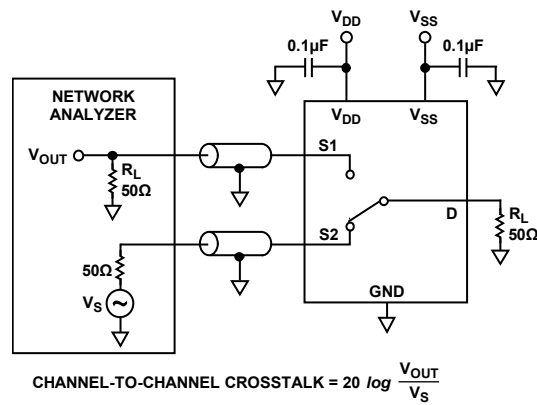 V_DD
V_SS
0.1µF
0.1µF
NETWORK
ANALYZER
V_DD
V_SS
V_OUT
S1
R_L
50Ω
D
R_L
50Ω
S2
50Ω
V_S
GND
CHANNEL-TO-CHANNEL CROSSTALK = 20 log V_OUT
V_S